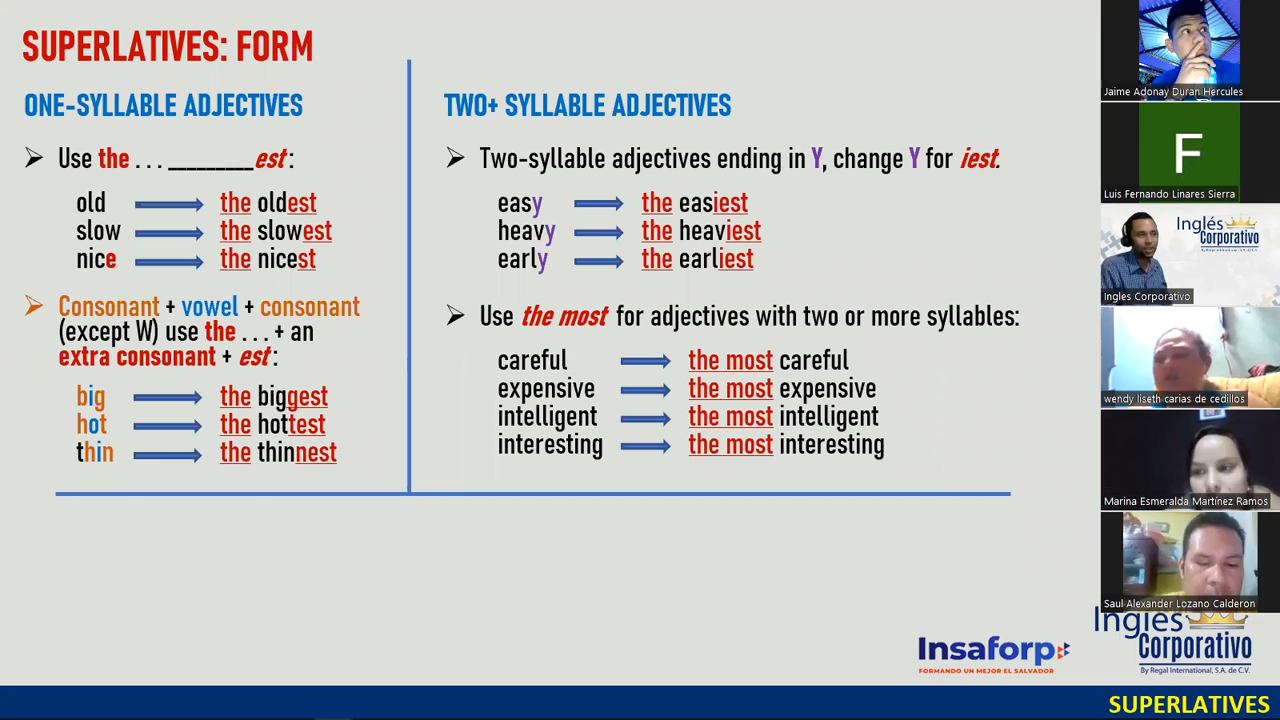 SUPERLATIVES: FORM
ONE-SYLLABLE ADJECTIVES
Use the . . . _________est:
old the oldest
slow the slowest
nice the nicest
Consonant + vowel + consonant
(except W) use the . . . + an
extra consonant + est:
big the biggest
hot the hottest
thin the thinnest
TWO+ SYLLABLE ADJECTIVES
Two-syllable adjectives ending in Y, change Y for iest.
easy the easiest
heavy the heaviest
early the earliest
Use the most for adjectives with two or more syllables:
careful the most careful
expensive the most expensive
intelligent the most intelligent
interesting the most interesting
Jaime Adonay Duran Hercules
F
Luis Fernando Linares Sierra
Inglés
Corporativo
Ingles Corporativo
wendy liseth carias de cedillos
Marina Esmeralda Martínez Ramos
Saul Alexander Lozano Calderon
Insaforp
FORMANDO UN MEJOR EL SALVADOR
Inglés
Corporativo
By Regal International, S.A. de C.V.
SUPERLATIVES